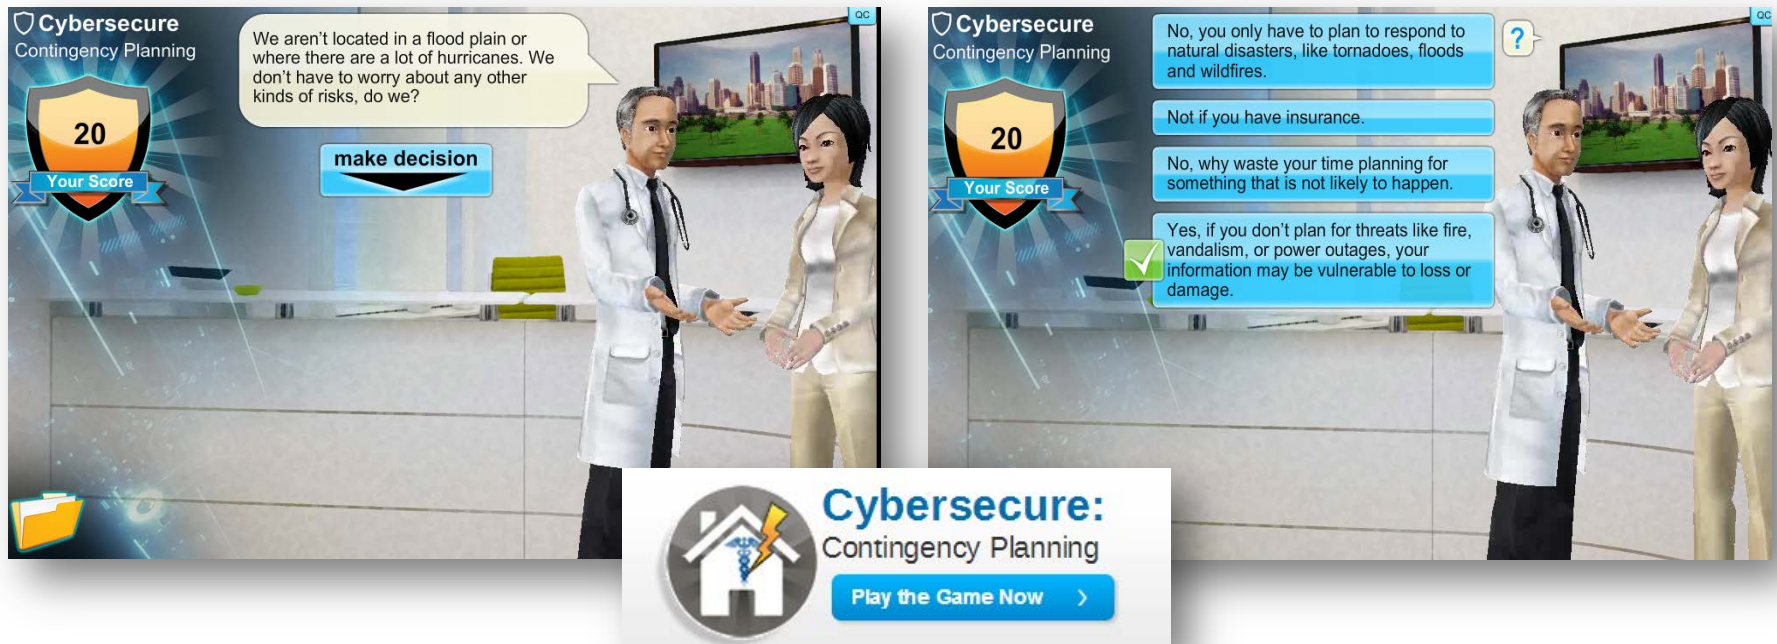 Cybersecure
Contingency Planning
20
Your Score
We aren't located in a flood plain or
where there are a lot of hurricanes. We
don't have to worry about any other
kinds of risks, do we?
make decision
QC
Cybersecure
Contingency Planning
20
Your Score
No, you only have to plan to respond to
natural disasters, like tornadoes, floods
and wildfires.
Not if you have insurance.
No, why waste your time planning for
something that is not likely to happen.
Yes, if you don't plan for threats like fire,
vandalism, or power outages, your
information may be vulnerable to loss or
damage.
?
QC
Cybersecure:
Contingency Planning
Play the Game Now